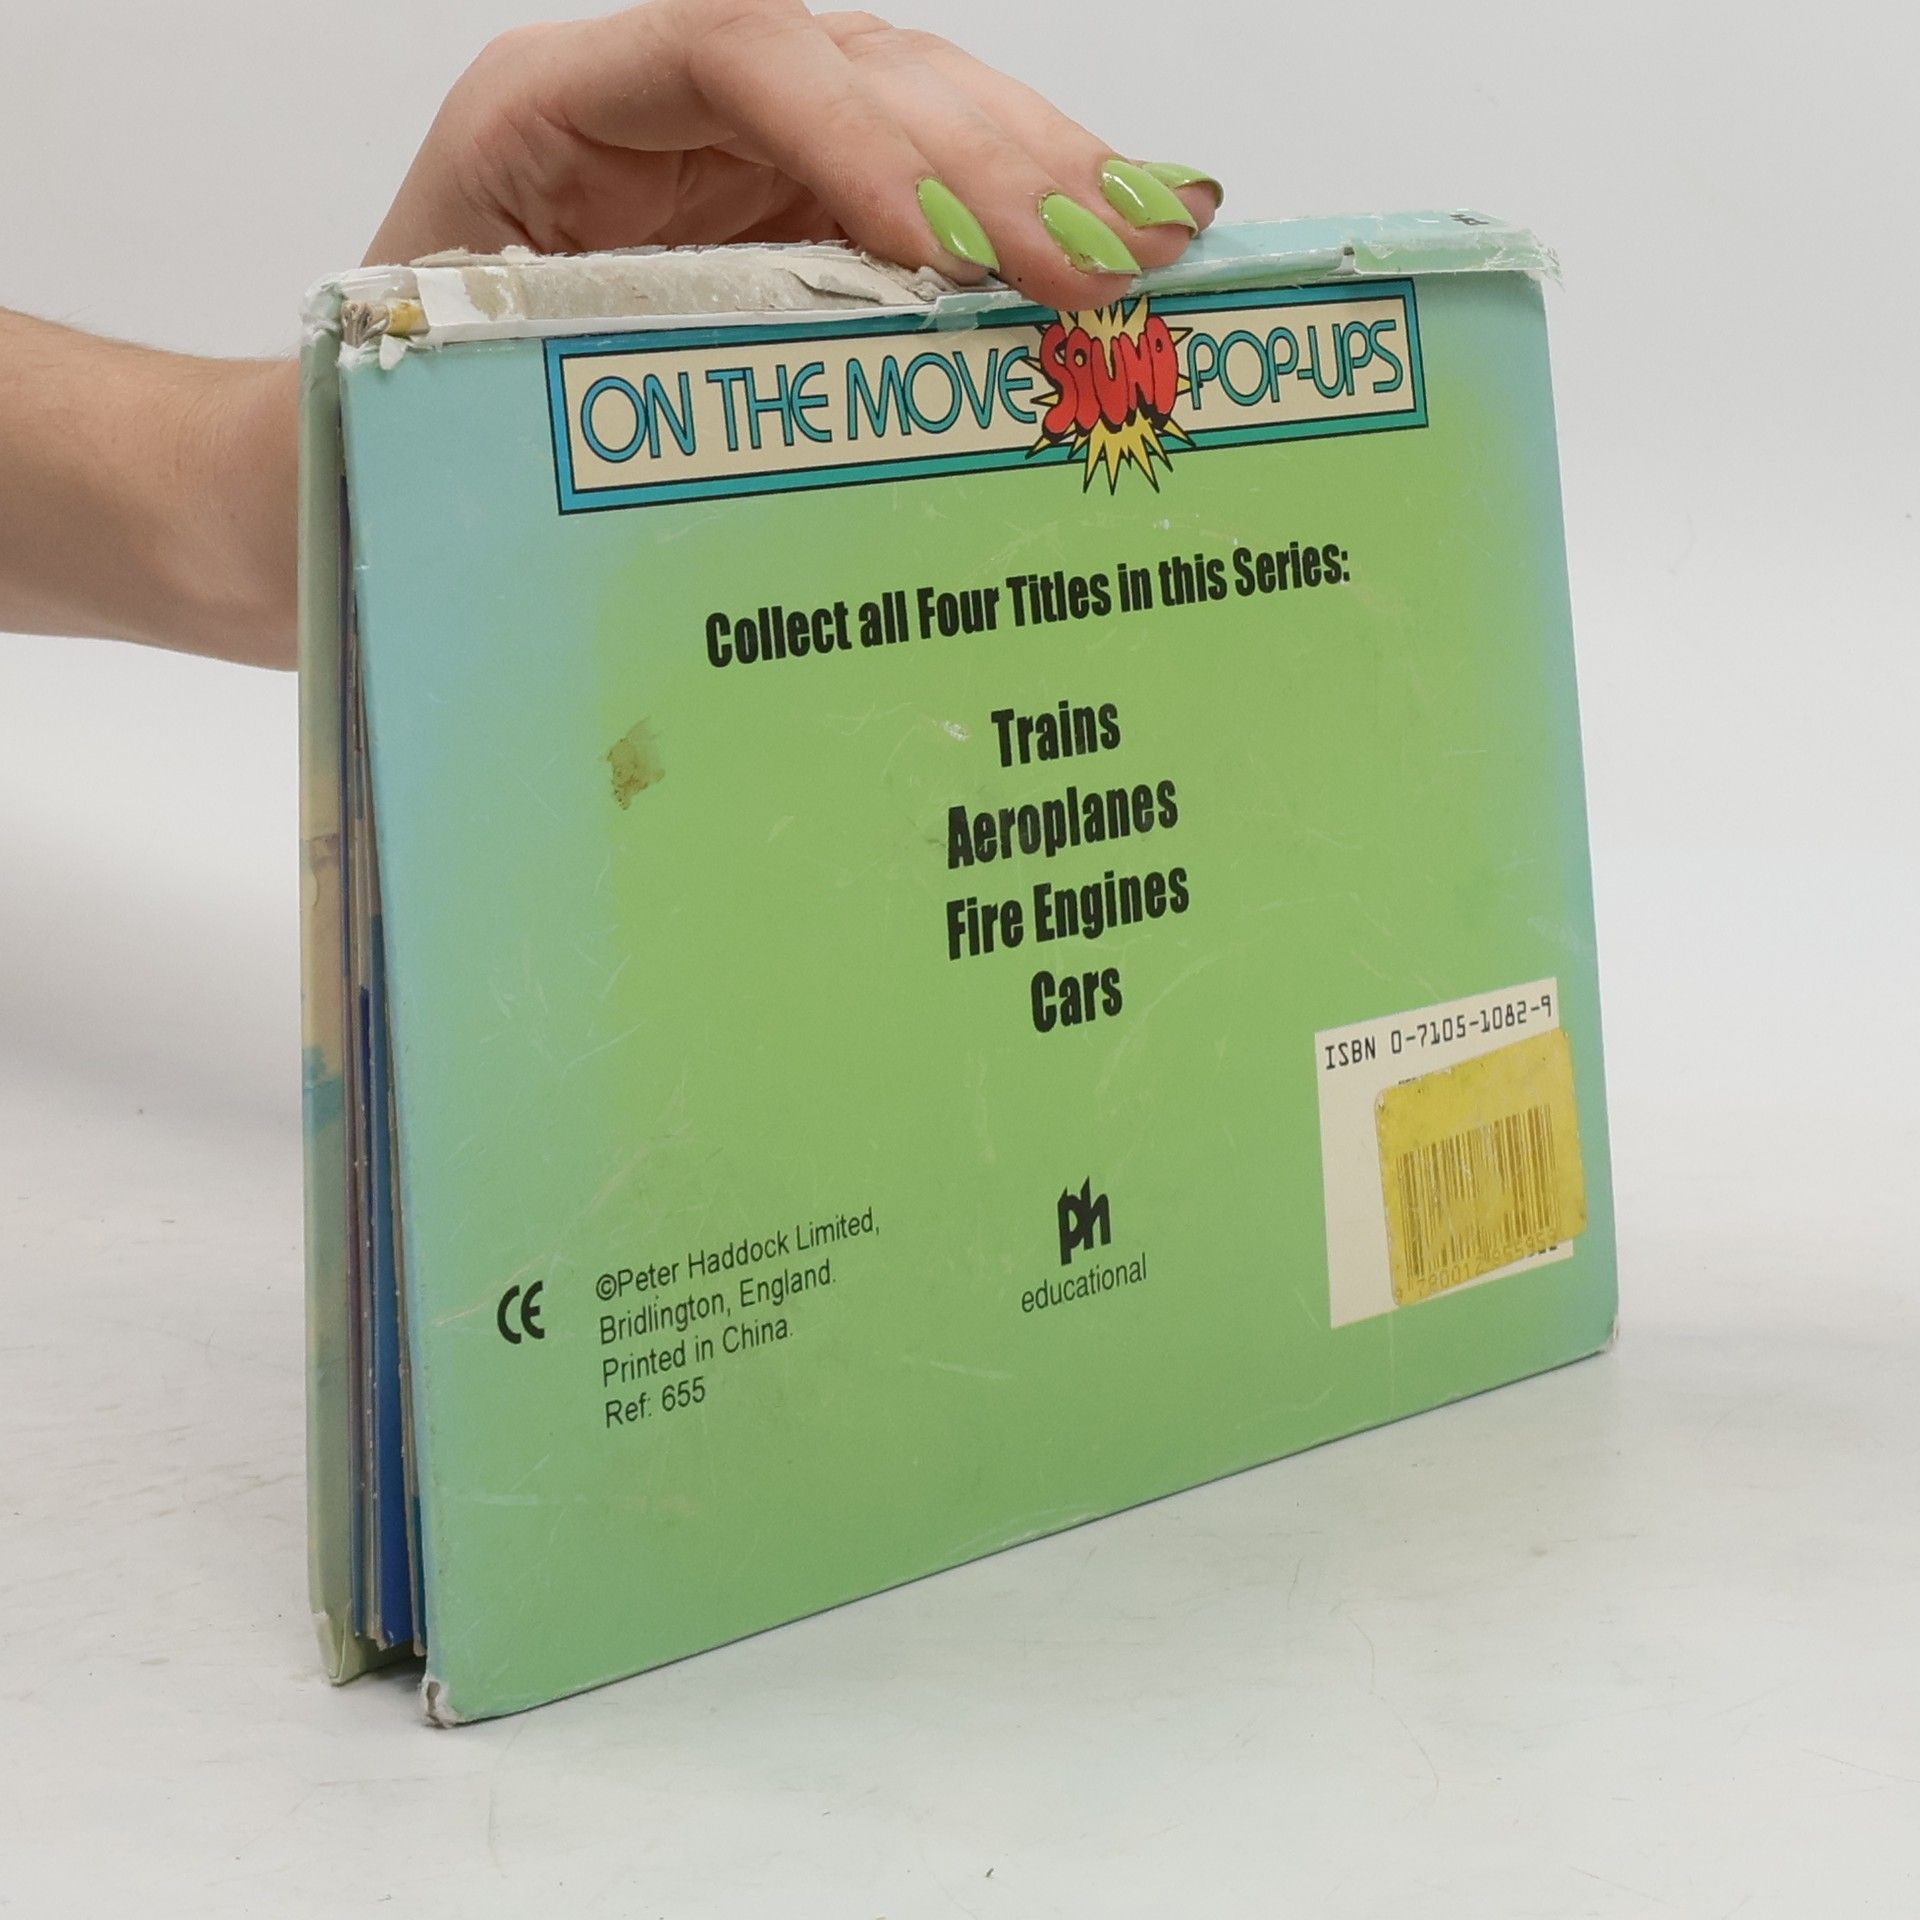 ON THE MOVE SOUND POP-UPS
Collect all Four Titles in this Series:
Trains
Aeroplanes
Fire Engines
Cars
ISBN 0-7105-1082-9
CE
©Peter Haddock Limited,
Bridlington, England.
Printed in China.
Ref: 655
ph
educational